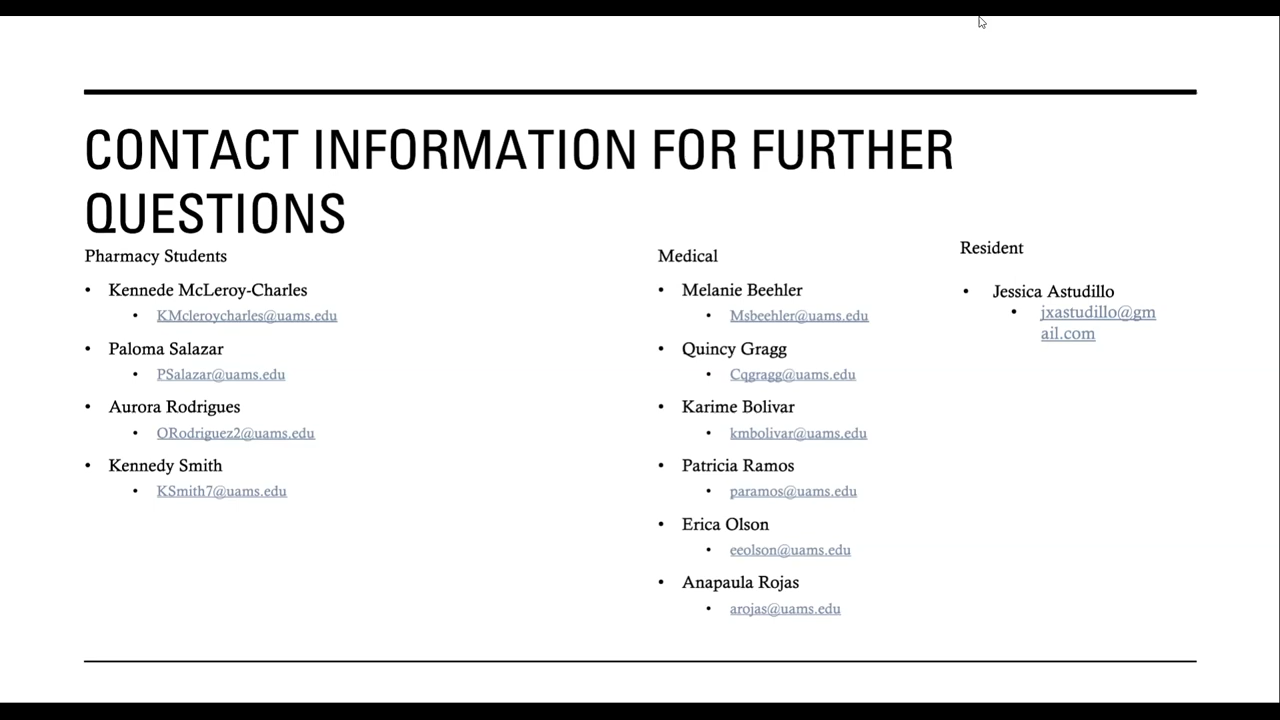 CONTACT INFORMATION FOR FURTHER
QUESTIONS
Pharmacy Students
• Kennede McLeroy-Charles
• KMcleroycharles@uams.edu
• Paloma Salazar
• PSalazar@uams.edu
• Aurora Rodrigues
• ORodriguez2@uams.edu
• Kennedy Smith
• KSmith7@uams.edu
Medical
• Melanie Beehler
• Msbeehler@uams.edu
• Quincy Gragg
• Cqgragg@uams.edu
• Karime Bolivar
• kmbolivar@uams.edu
• Patricia Ramos
• paramos@uams.edu
• Erica Olson
• eeolson@uams.edu
• Anapaula Rojas
• arojas@uams.edu
Resident
• Jessica Astudillo
• jxastudillo@gm
ail.com